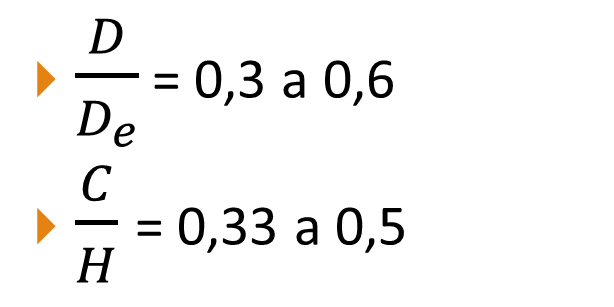 D/Dₑ = 0,3 a 0,6
C/H = 0,33 a 0,5